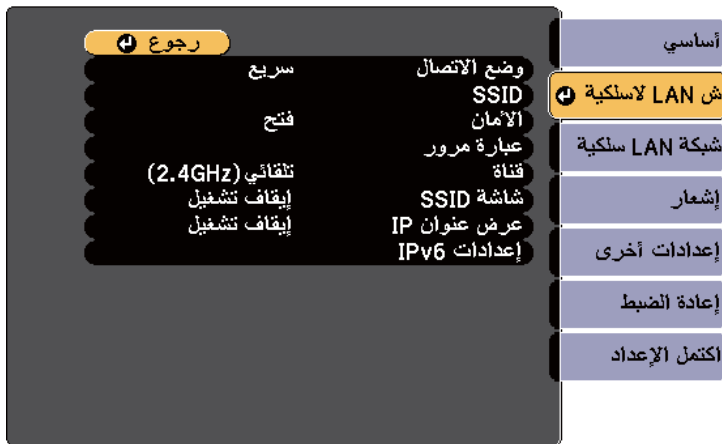 أساسي
ش LAN لاسلكية
شبكة LAN سلكية
إشعار
إعدادات أخرى
إعادة الضبط
اكتمل الإعداد
رجوع
وضع الاتصال سريع
SSID
الأمان فتح
عبارة مرور
قناة تلقائي (2.4GHz)
شاشة SSID إيقاف تشغيل
عرض عنوان IP إيقاف تشغيل
إعدادات IPv6